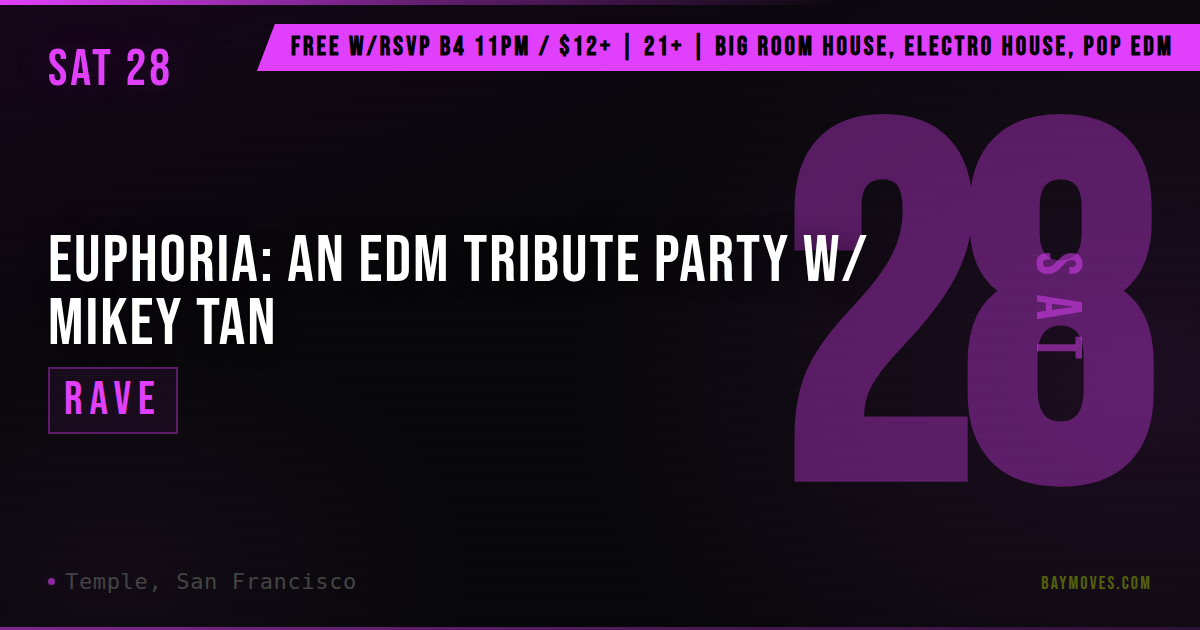 SAT 28
FREE W/RSVP B4 11PM / $12+ | 21+ | BIG ROOM HOUSE, ELECTRO HOUSE, POP EDM
28
SAT
EUPHORIA: AN EDM TRIBUTE PARTY W/
MIKEY TAN
RAVE
Temple, San Francisco
BAYMOVES.COM